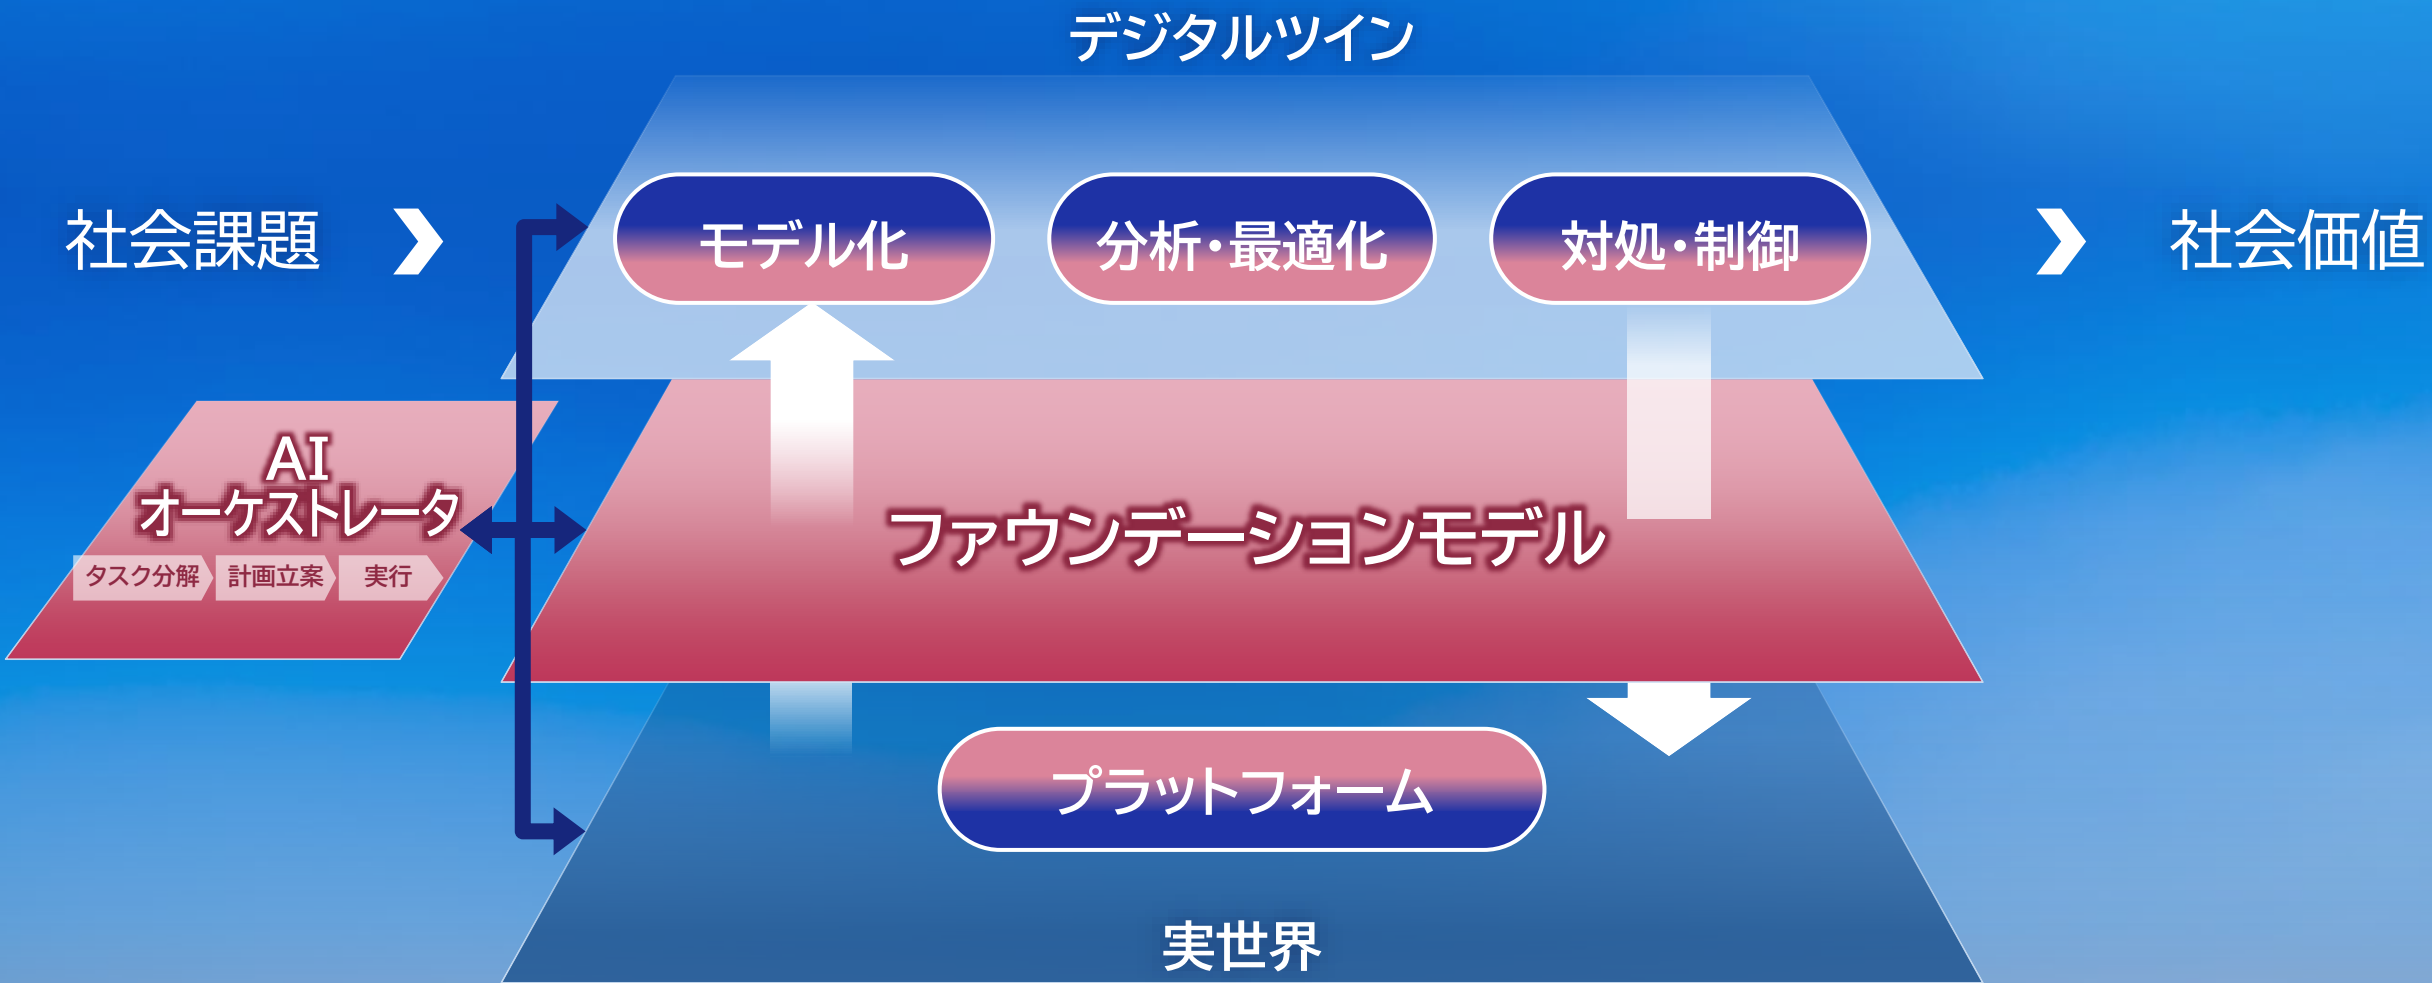 デジタルツイン
社会課題
モデル化
分析・最適化
対処・制御
社会価値
AI
オーケストレータ
タスク分解
計画立案
実行
ファウンデーションモデル
プラットフォーム
実世界